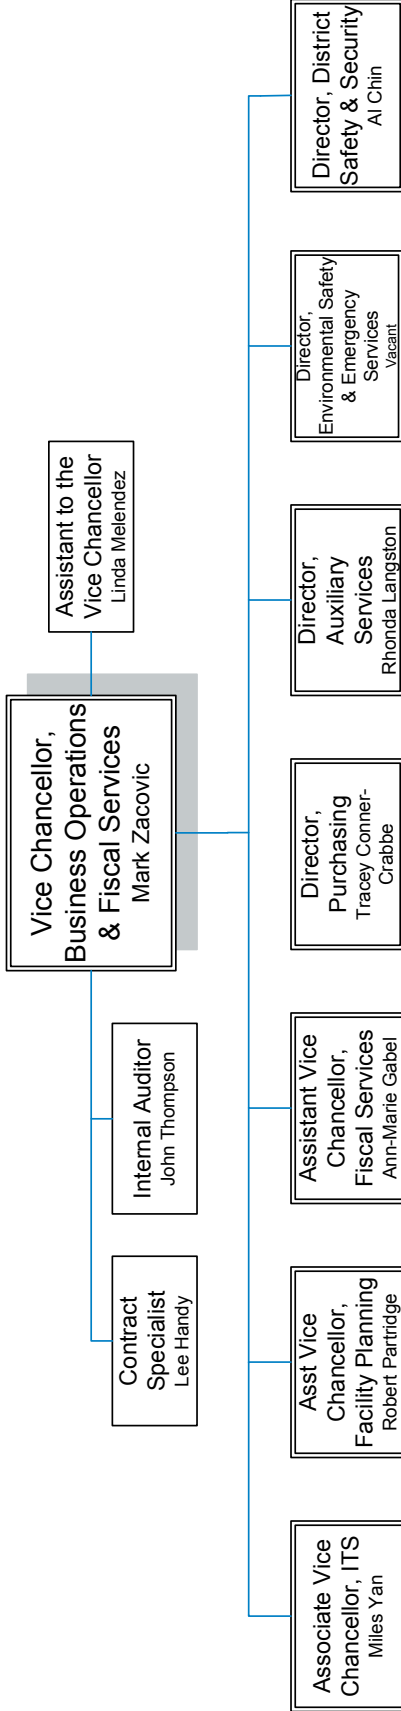 Vice Chancellor,
Business Operations
& Fiscal Services
Mark Zacovic
Assistant to the
Vice Chancellor
Linda Melendez
Contract
Specialist
Lee Handy
Internal Auditor
John Thompson
Associate Vice
Chancellor, ITS
Miles Yan
Asst Vice
Chancellor,
Facility Planning
Robert Partridge
Assistant Vice
Chancellor,
Fiscal Services
Ann-Marie Gabel
Director,
Purchasing
Tracey Conner-
Crabbe
Director,
Auxiliary
Services
Rhonda Langston
Director,
Environmental Safety
& Emergency
Services
Vacant
Director, District
Safety & Security
Al Chin